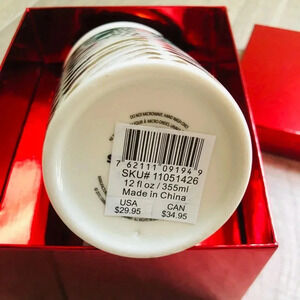 DO NOT MICROWAVE. HAND WASH ONLY.
7 62111 09194 9
SKU# 11051426
12 fl oz / 355ml
Made in China
USA CAN
$29.95 $34.95